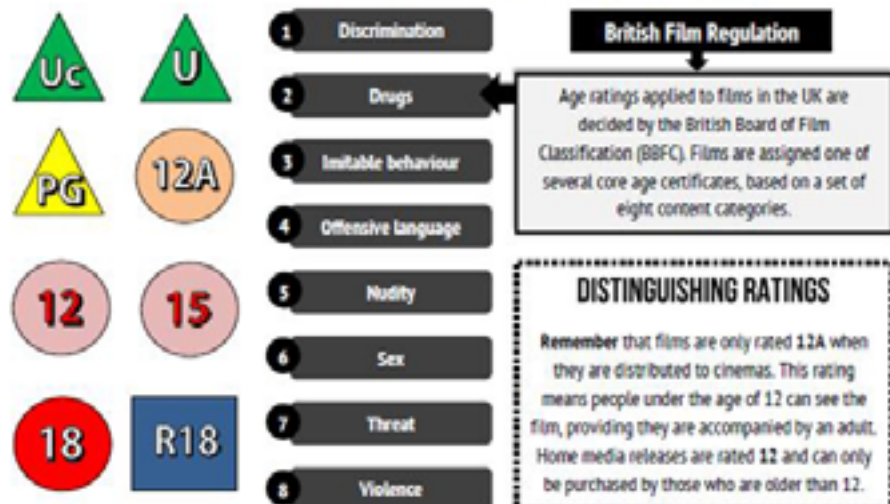 Uc
U
PG
12A
12
15
18
R18
1 Discrimination
2 Drugs
3 Imitable behaviour
4 Offensive language
5 Nudity
6 Sex
7 Threat
8 Violence
British Film Regulation
Age ratings applied to films in the UK are
decided by the British Board of Film
Classification (BBFC). Films are assigned one of
several core age certificates, based on a set of
eight content categories.
DISTINGUISHING RATINGS
Remember that films are only rated 12A when
they are distributed to cinemas. This rating
means people under the age of 12 can see the
film, providing they are accompanied by an adult.
Home media releases are rated 12 and can only
be purchased by those who are older than 12.